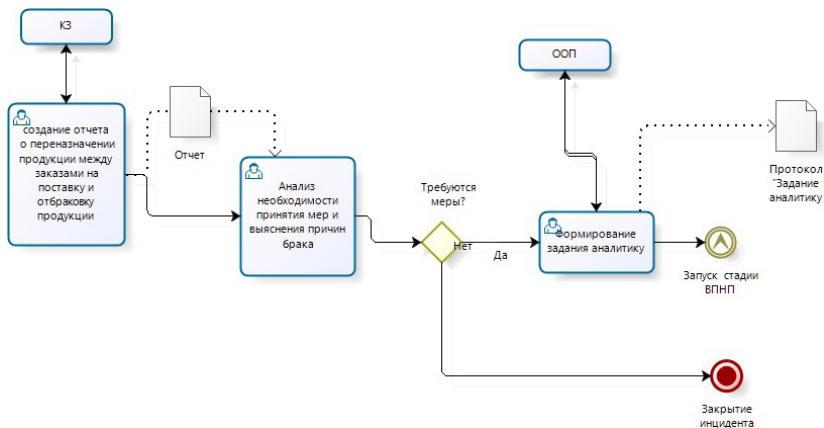 КЗ
ООП
создание отчета
о переназначении
продукции между
заказами на
поставку и
отбраковку
продукции
Отчет
Анализ
необходимости
принятия мер и
выяснения причин
брака
Требуются
меры?
Нет
Да
Формирование
задания аналитику
Протокол
"Задание
аналитику
Запуск стадии
ВПНП
Закрытие
инцидента